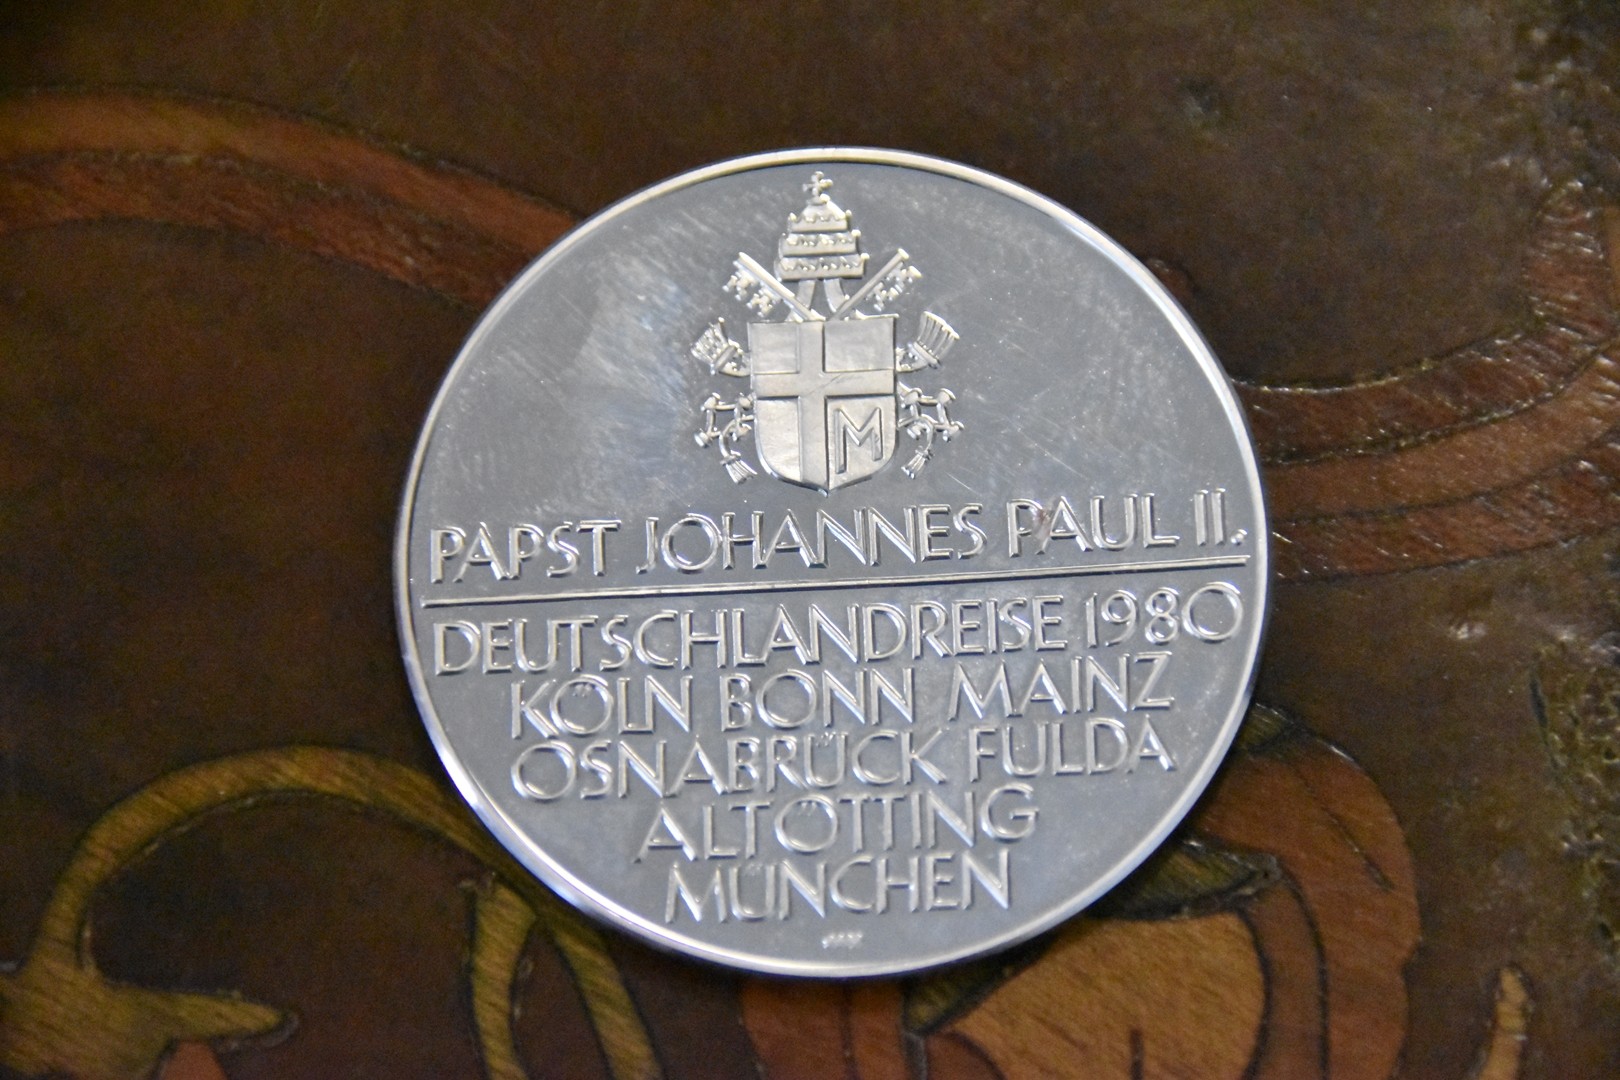 M
PAPST JOHANNES PAUL II.
DEUTSCHLANDREISE 1980
KÖLN BONN MAINZ
OSNABRÜCK FULDA
ALTÖTTING
MÜNCHEN